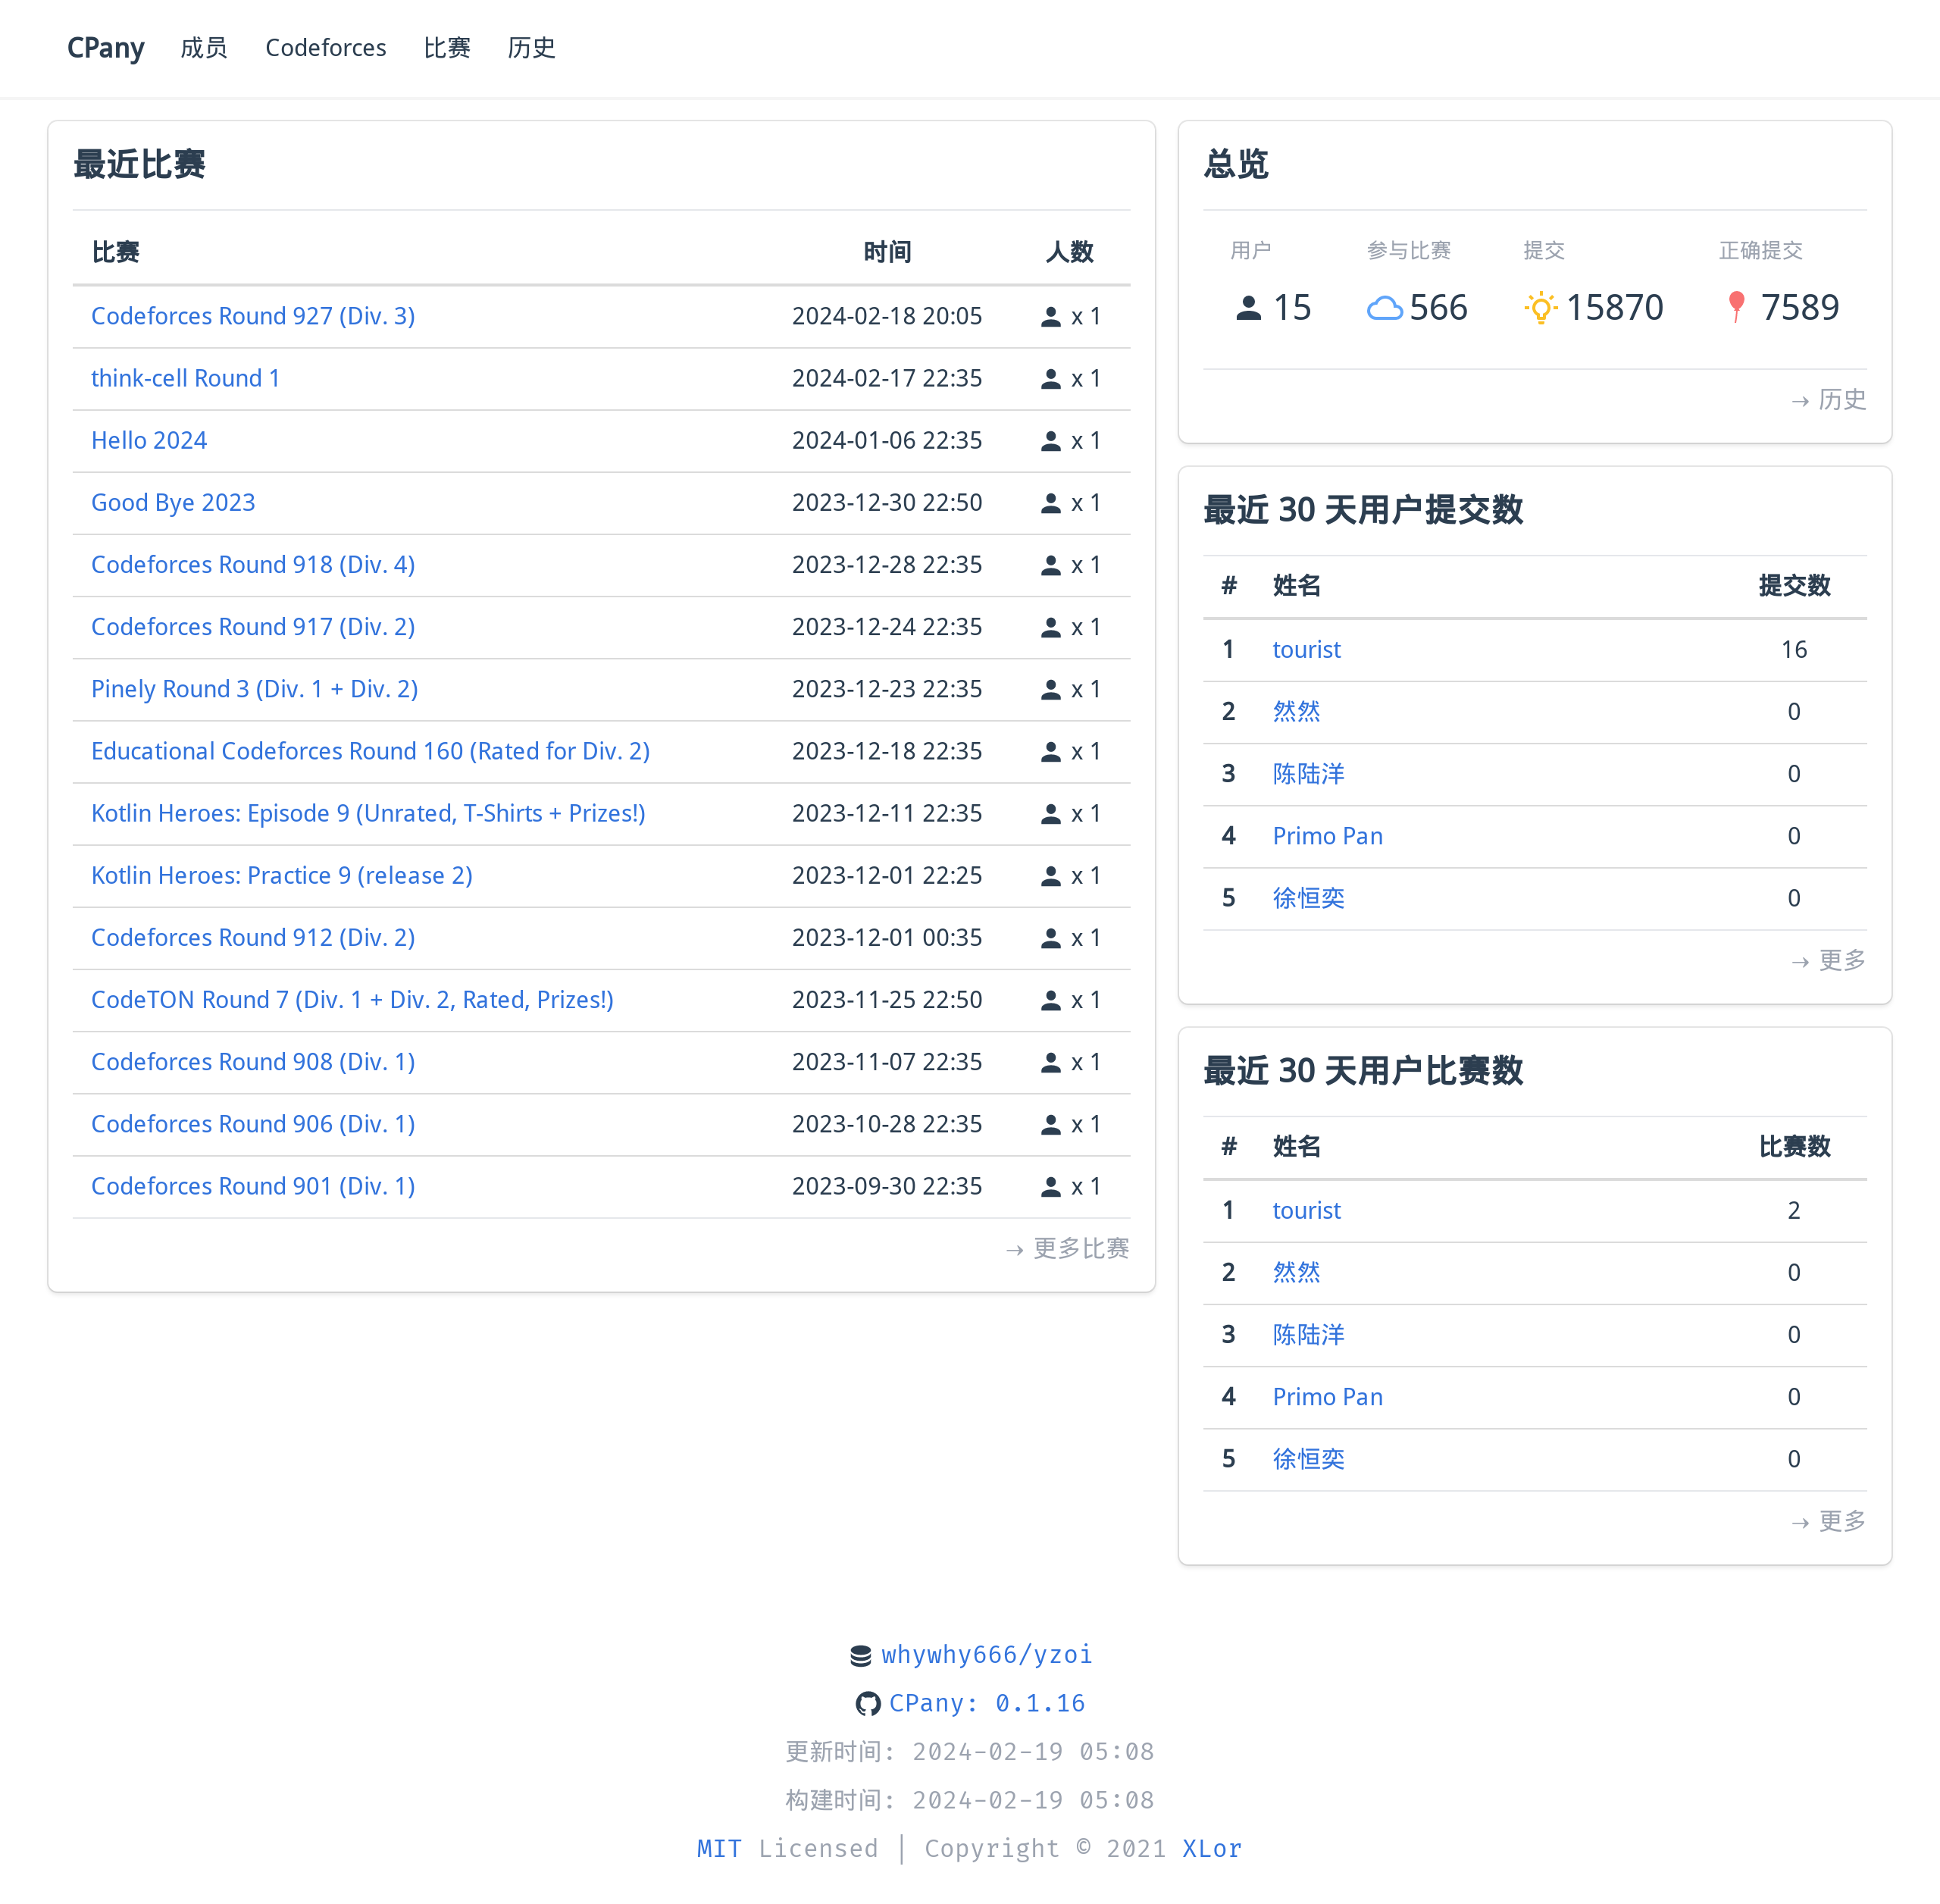 CPany 成员 Codeforces 比赛 历史
最近比赛
比赛 时间 人数
Codeforces Round 927 (Div. 3) 2024-02-18 20:05 x 1
think-cell Round 1 2024-02-17 22:35 x 1
Hello 2024 2024-01-06 22:35 x 1
Good Bye 2023 2023-12-30 22:50 x 1
Codeforces Round 918 (Div. 4) 2023-12-28 22:35 x 1
Codeforces Round 917 (Div. 2) 2023-12-24 22:35 x 1
Pinely Round 3 (Div. 1 + Div. 2) 2023-12-23 22:35 x 1
Educational Codeforces Round 160 (Rated for Div. 2) 2023-12-18 22:35 x 1
Kotlin Heroes: Episode 9 (Unrated, T-Shirts + Prizes!) 2023-12-11 22:35 x 1
Kotlin Heroes: Practice 9 (release 2) 2023-12-01 22:25 x 1
Codeforces Round 912 (Div. 2) 2023-12-01 00:35 x 1
CodeTON Round 7 (Div. 1 + Div. 2, Rated, Prizes!) 2023-11-25 22:50 x 1
Codeforces Round 908 (Div. 1) 2023-11-07 22:35 x 1
Codeforces Round 906 (Div. 1) 2023-10-28 22:35 x 1
Codeforces Round 901 (Div. 1) 2023-09-30 22:35 x 1
→ 更多比赛
总览
用户 参与比赛 提交 正确提交
15 566 15870 7589
→ 历史
最近 30 天用户提交数
# 姓名 提交数
1 tourist 16
2 然然 0
3 陈陆洋 0
4 Primo Pan 0
5 徐恒奕 0
→ 更多
最近 30 天用户比赛数
# 姓名 比赛数
1 tourist 2
2 然然 0
3 陈陆洋 0
4 Primo Pan 0
5 徐恒奕 0
→ 更多
whywhy666/yzoi
CPany: 0.1.16
更新时间: 2024-02-19 05:08
构建时间: 2024-02-19 05:08
MIT Licensed | Copyright © 2021 XLor